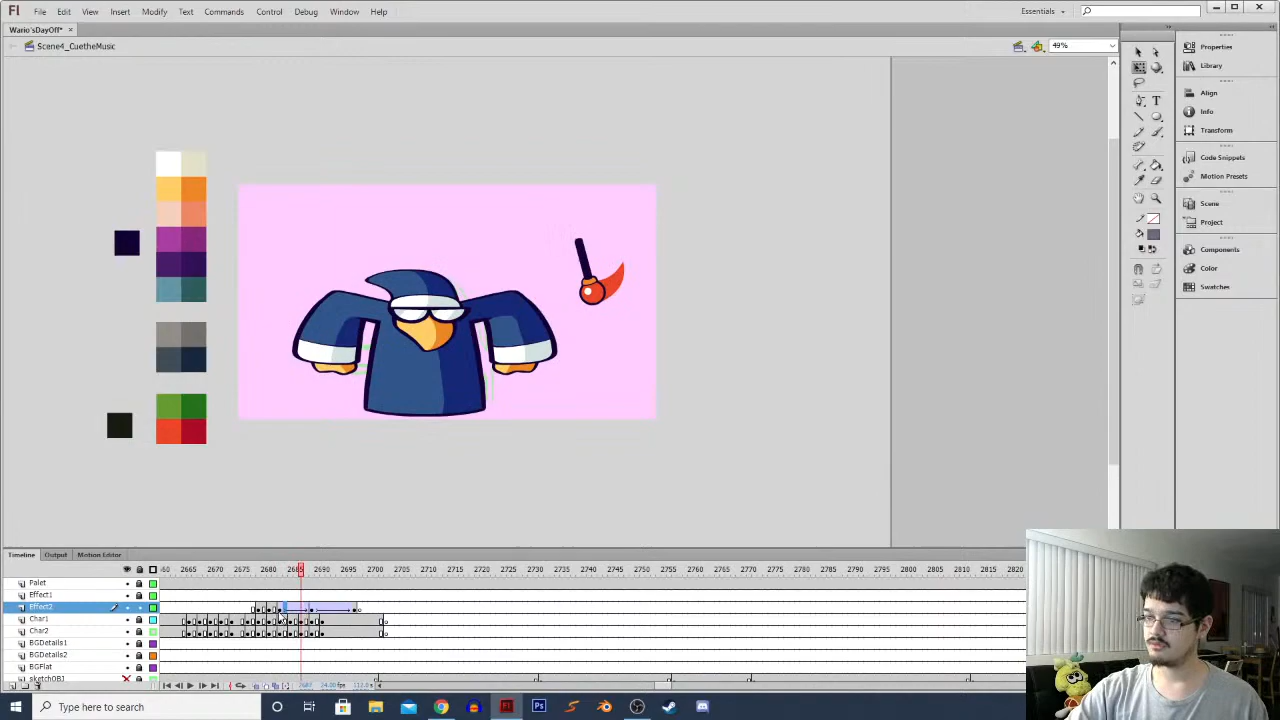 Fl File Edit View Insert Modify Text Commands Control Debug Window Help Essentials
Wario'sDayOff*
Scene4_CuetheMusic 49%
Properties
Library
Align
Info
Transform
Code Snippets
Motion Presets
Scene
Project
Components
Color
Swatches
Timeline Output Motion Editor
2665 2670 2675 2680 2685 2690 2695 2700 2705 2710 2715 2720 2725 2730 2735 2740 2745 2750 2755 2760 2765 2770 2775 2780 2785 2790 2795 2800 2805 2810 2815 2820
Palet
Effect1
Effect2
Char1
Char2
BGDetails1
BGDetails2
BGFlat
sketchOBJ
Type here to search